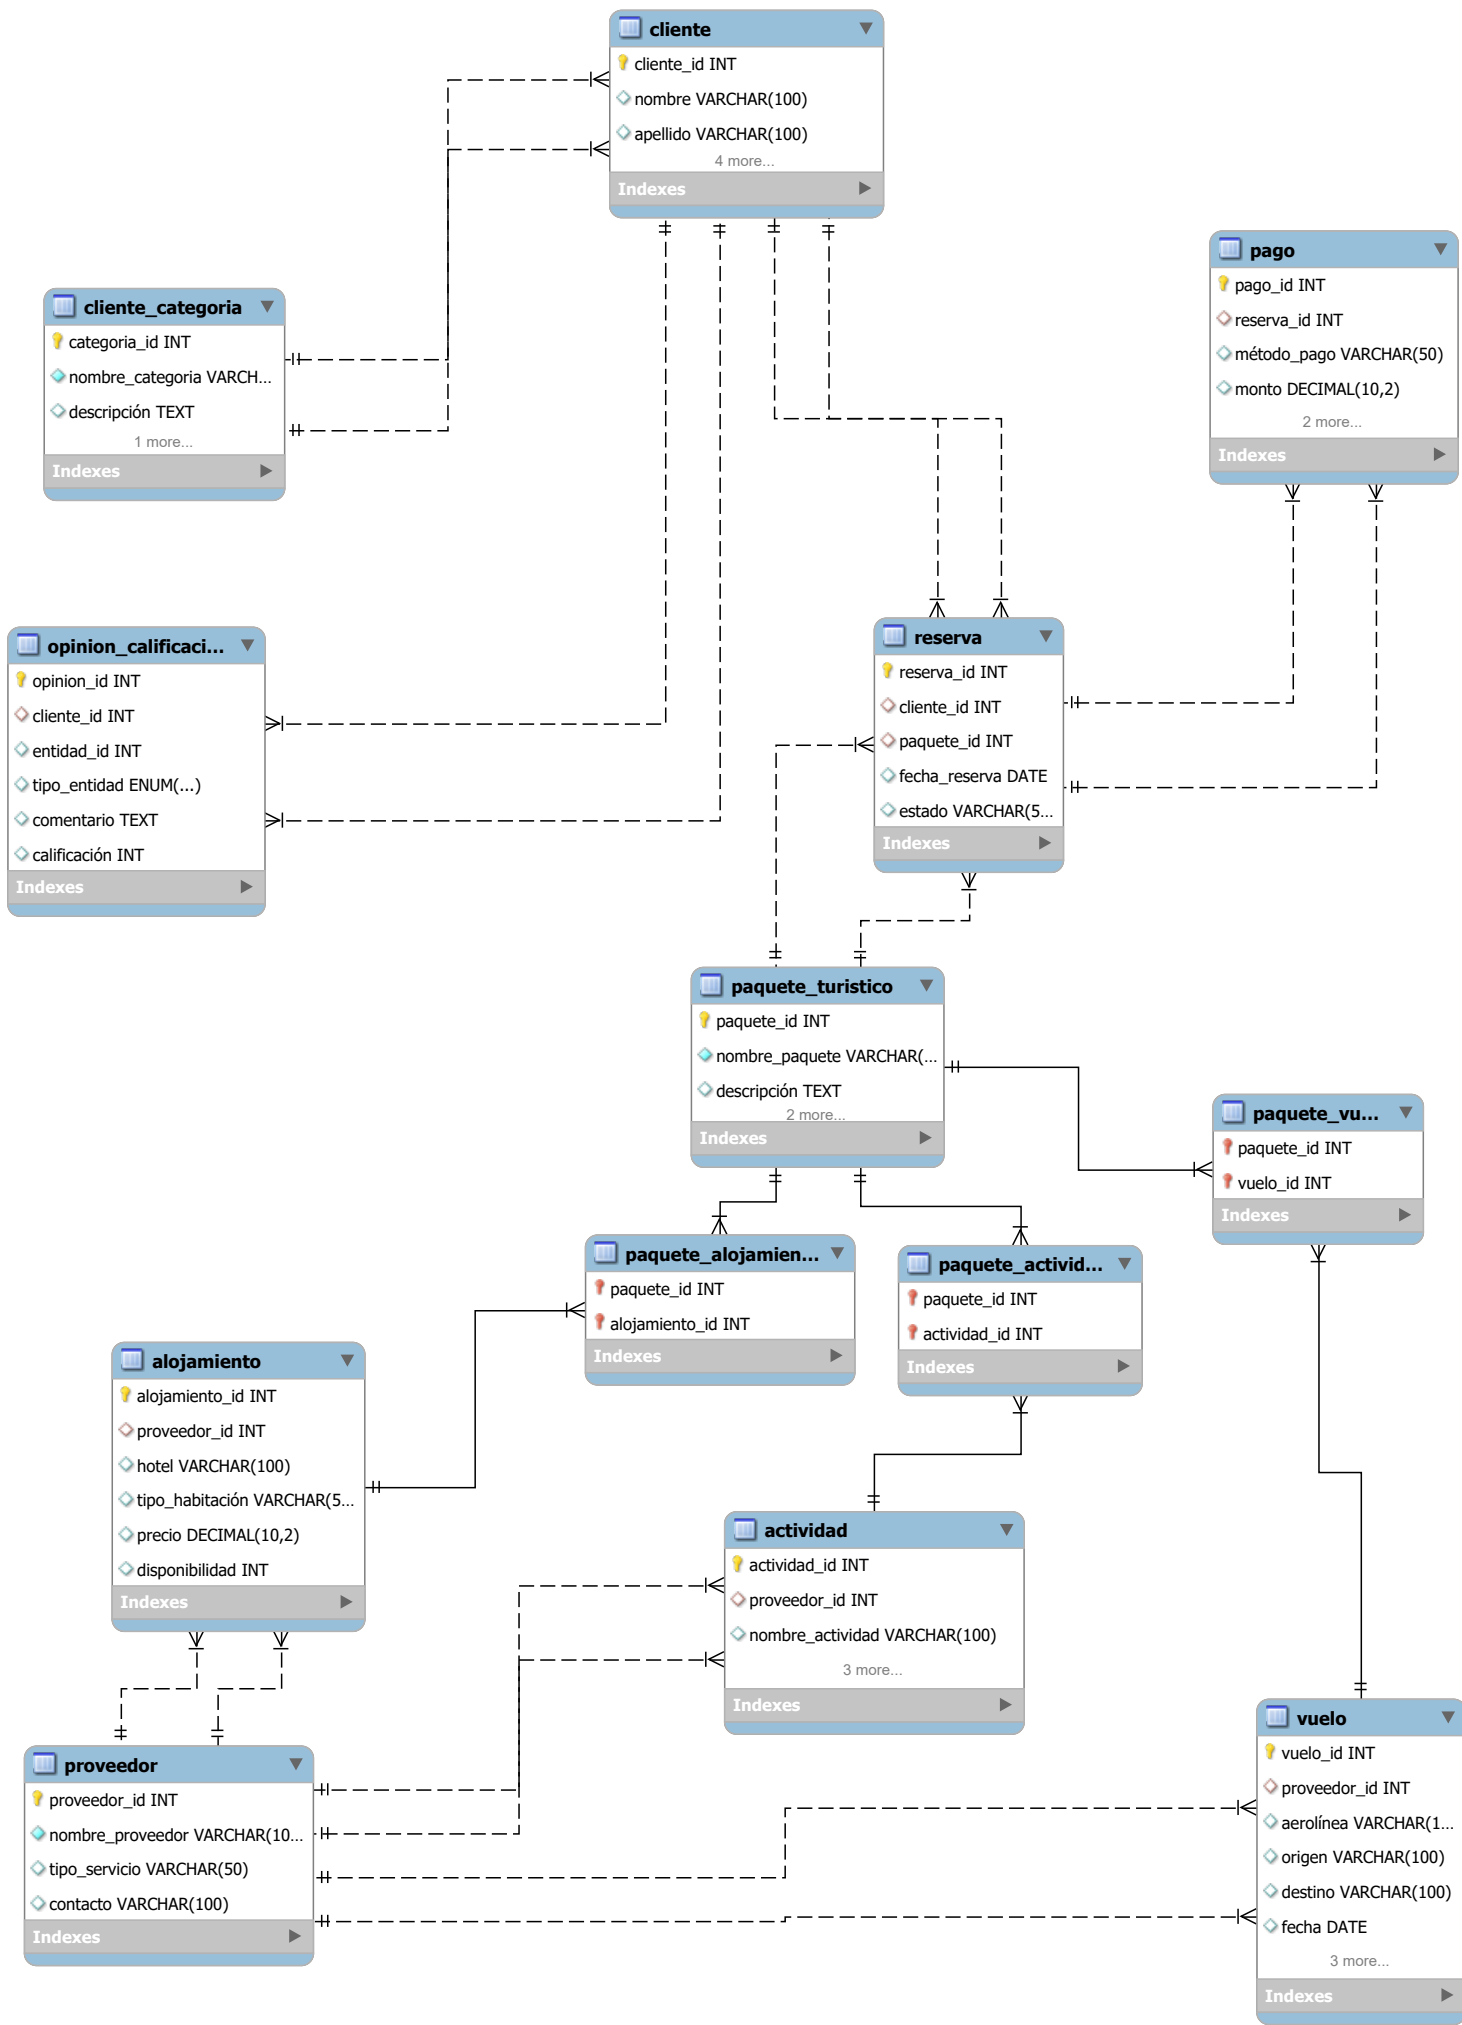 cliente
cliente_id INT
nombre VARCHAR(100)
apellido VARCHAR(100)
4 more...
Indexes
pago
pago_id INT
reserva_id INT
método_pago VARCHAR(50)
monto DECIMAL(10,2)
2 more...
Indexes
cliente_categoria
categoria_id INT
nombre_categoria VARCH...
descripción TEXT
1 more...
Indexes
opinion_calificaci...
opinion_id INT
cliente_id INT
entidad_id INT
tipo_entidad ENUM(...)
comentario TEXT
calificación INT
Indexes
reserva
reserva_id INT
cliente_id INT
paquete_id INT
fecha_reserva DATE
estado VARCHAR(5...
Indexes
paquete_turistico
paquete_id INT
nombre_paquete VARCHAR(...
descripción TEXT
2 more...
Indexes
paquete_vu...
paquete_id INT
vuelo_id INT
Indexes
paquete_alojamien...
paquete_id INT
alojamiento_id INT
Indexes
paquete_activid...
paquete_id INT
actividad_id INT
Indexes
alojamiento
alojamiento_id INT
proveedor_id INT
hotel VARCHAR(100)
tipo_habitación VARCHAR(5...
precio DECIMAL(10,2)
disponibilidad INT
Indexes
actividad
actividad_id INT
proveedor_id INT
nombre_actividad VARCHAR(100)
3 more...
Indexes
proveedor
proveedor_id INT
nombre_proveedor VARCHAR(10...
tipo_servicio VARCHAR(50)
contacto VARCHAR(100)
Indexes
vuelo
vuelo_id INT
proveedor_id INT
aerolínea VARCHAR(1...
origen VARCHAR(100)
destino VARCHAR(100)
fecha DATE
3 more...
Indexes